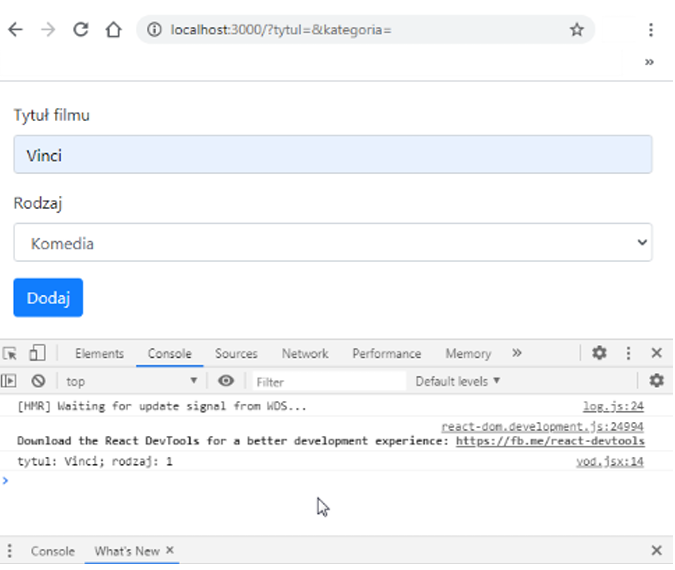 localhost:3000/?tytul=&kategoria=
»
Tytuł filmu
Vinci
Rodzaj
Komedia
Dodaj
Elements Console Sources Network Performance Memory »
top Filter Default levels
[HMR] Waiting for update signal from WDS... log.js:24
react-dom.development.js:24994
Download the React DevTools for a better development experience: https://fb.me/react-devtools
tytul: Vinci; rodzaj: 1 vod.jsx:14
>
Console What's New ×